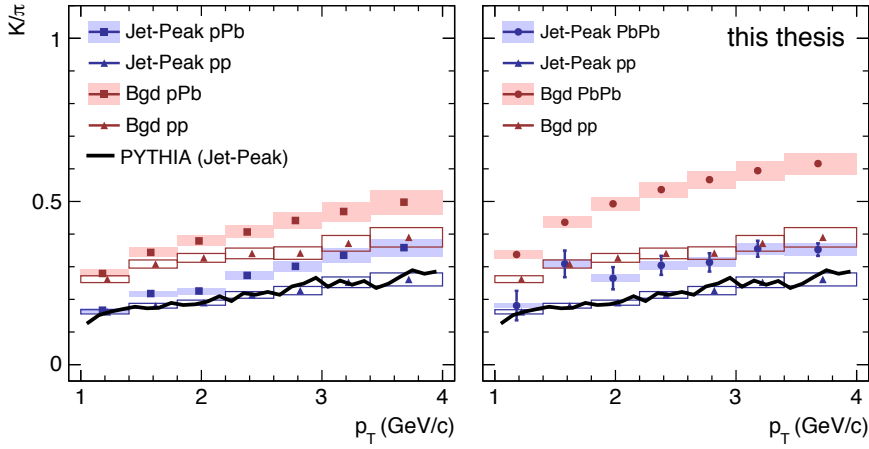 K/π
1
0.5
0
Jet-Peak pPb
Jet-Peak pp
Bgd pPb
Bgd pp
PYTHIA (Jet-Peak)
1 2 3 4
p_T (GeV/c)
this thesis
Jet-Peak PbPb
Jet-Peak pp
Bgd PbPb
Bgd pp
1 2 3 4
p_T (GeV/c)